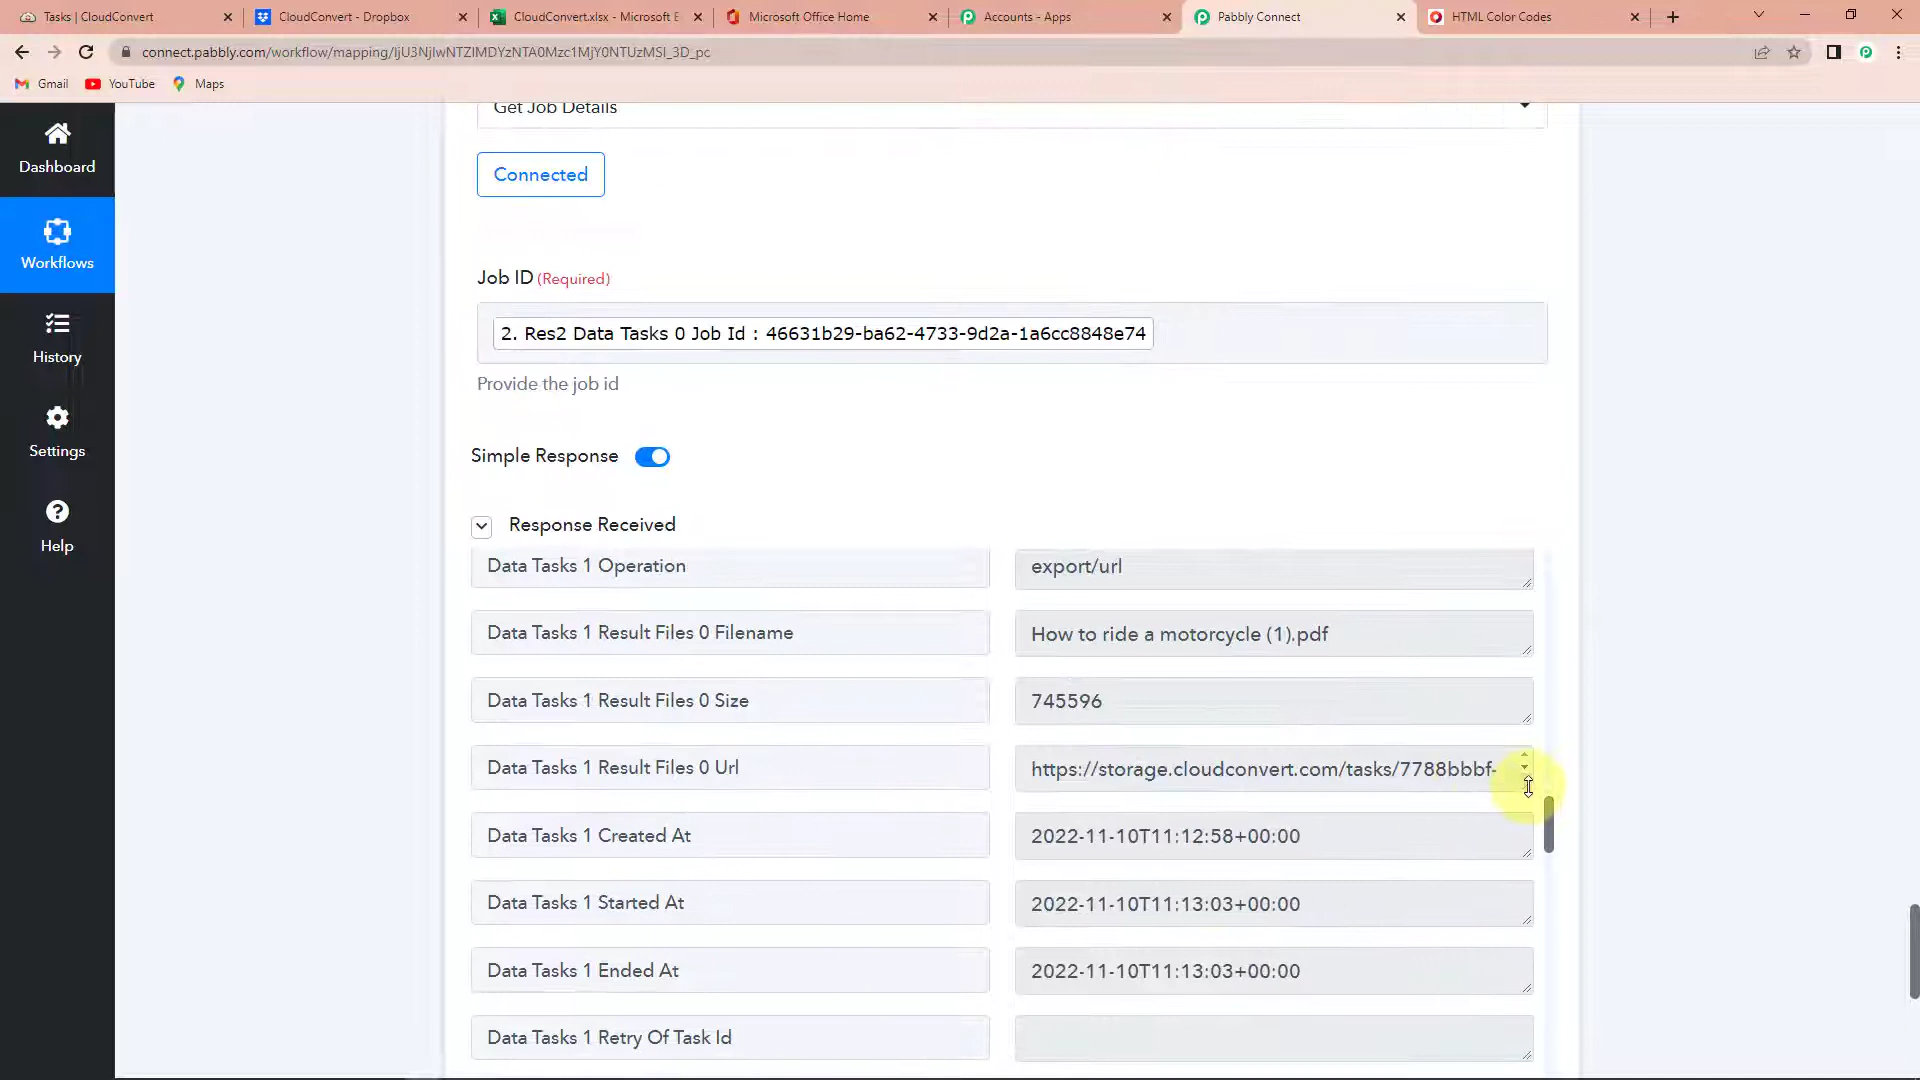 Tasks | CloudConvert
CloudConvert - Dropbox
CloudConvert.xlsx - Microsoft E
Microsoft Office Home
Accounts - Apps
Pabbly Connect
HTML Color Codes
connect.pabbly.com/workflow/mapping/IjU3NjIwNTZlMDYzNTA0Mzc1MjY0NTUzMSI_3D_pc
Gmail
YouTube
Maps
Get Job Details
Dashboard
Connected
Workflows
Job ID (Required)
2. Res2 Data Tasks 0 Job Id : 46631b29-ba62-4733-9d2a-1a6cc8848e74
History
Provide the job id
Settings
Simple Response
Response Received
Help
Data Tasks 1 Operation
export/url
Data Tasks 1 Result Files 0 Filename
How to ride a motorcycle (1).pdf
Data Tasks 1 Result Files 0 Size
745596
Data Tasks 1 Result Files 0 Url
https://storage.cloudconvert.com/tasks/7788bbbf-
Data Tasks 1 Created At
2022-11-10T11:12:58+00:00
Data Tasks 1 Started At
2022-11-10T11:13:03+00:00
Data Tasks 1 Ended At
2022-11-10T11:13:03+00:00
Data Tasks 1 Retry Of Task Id